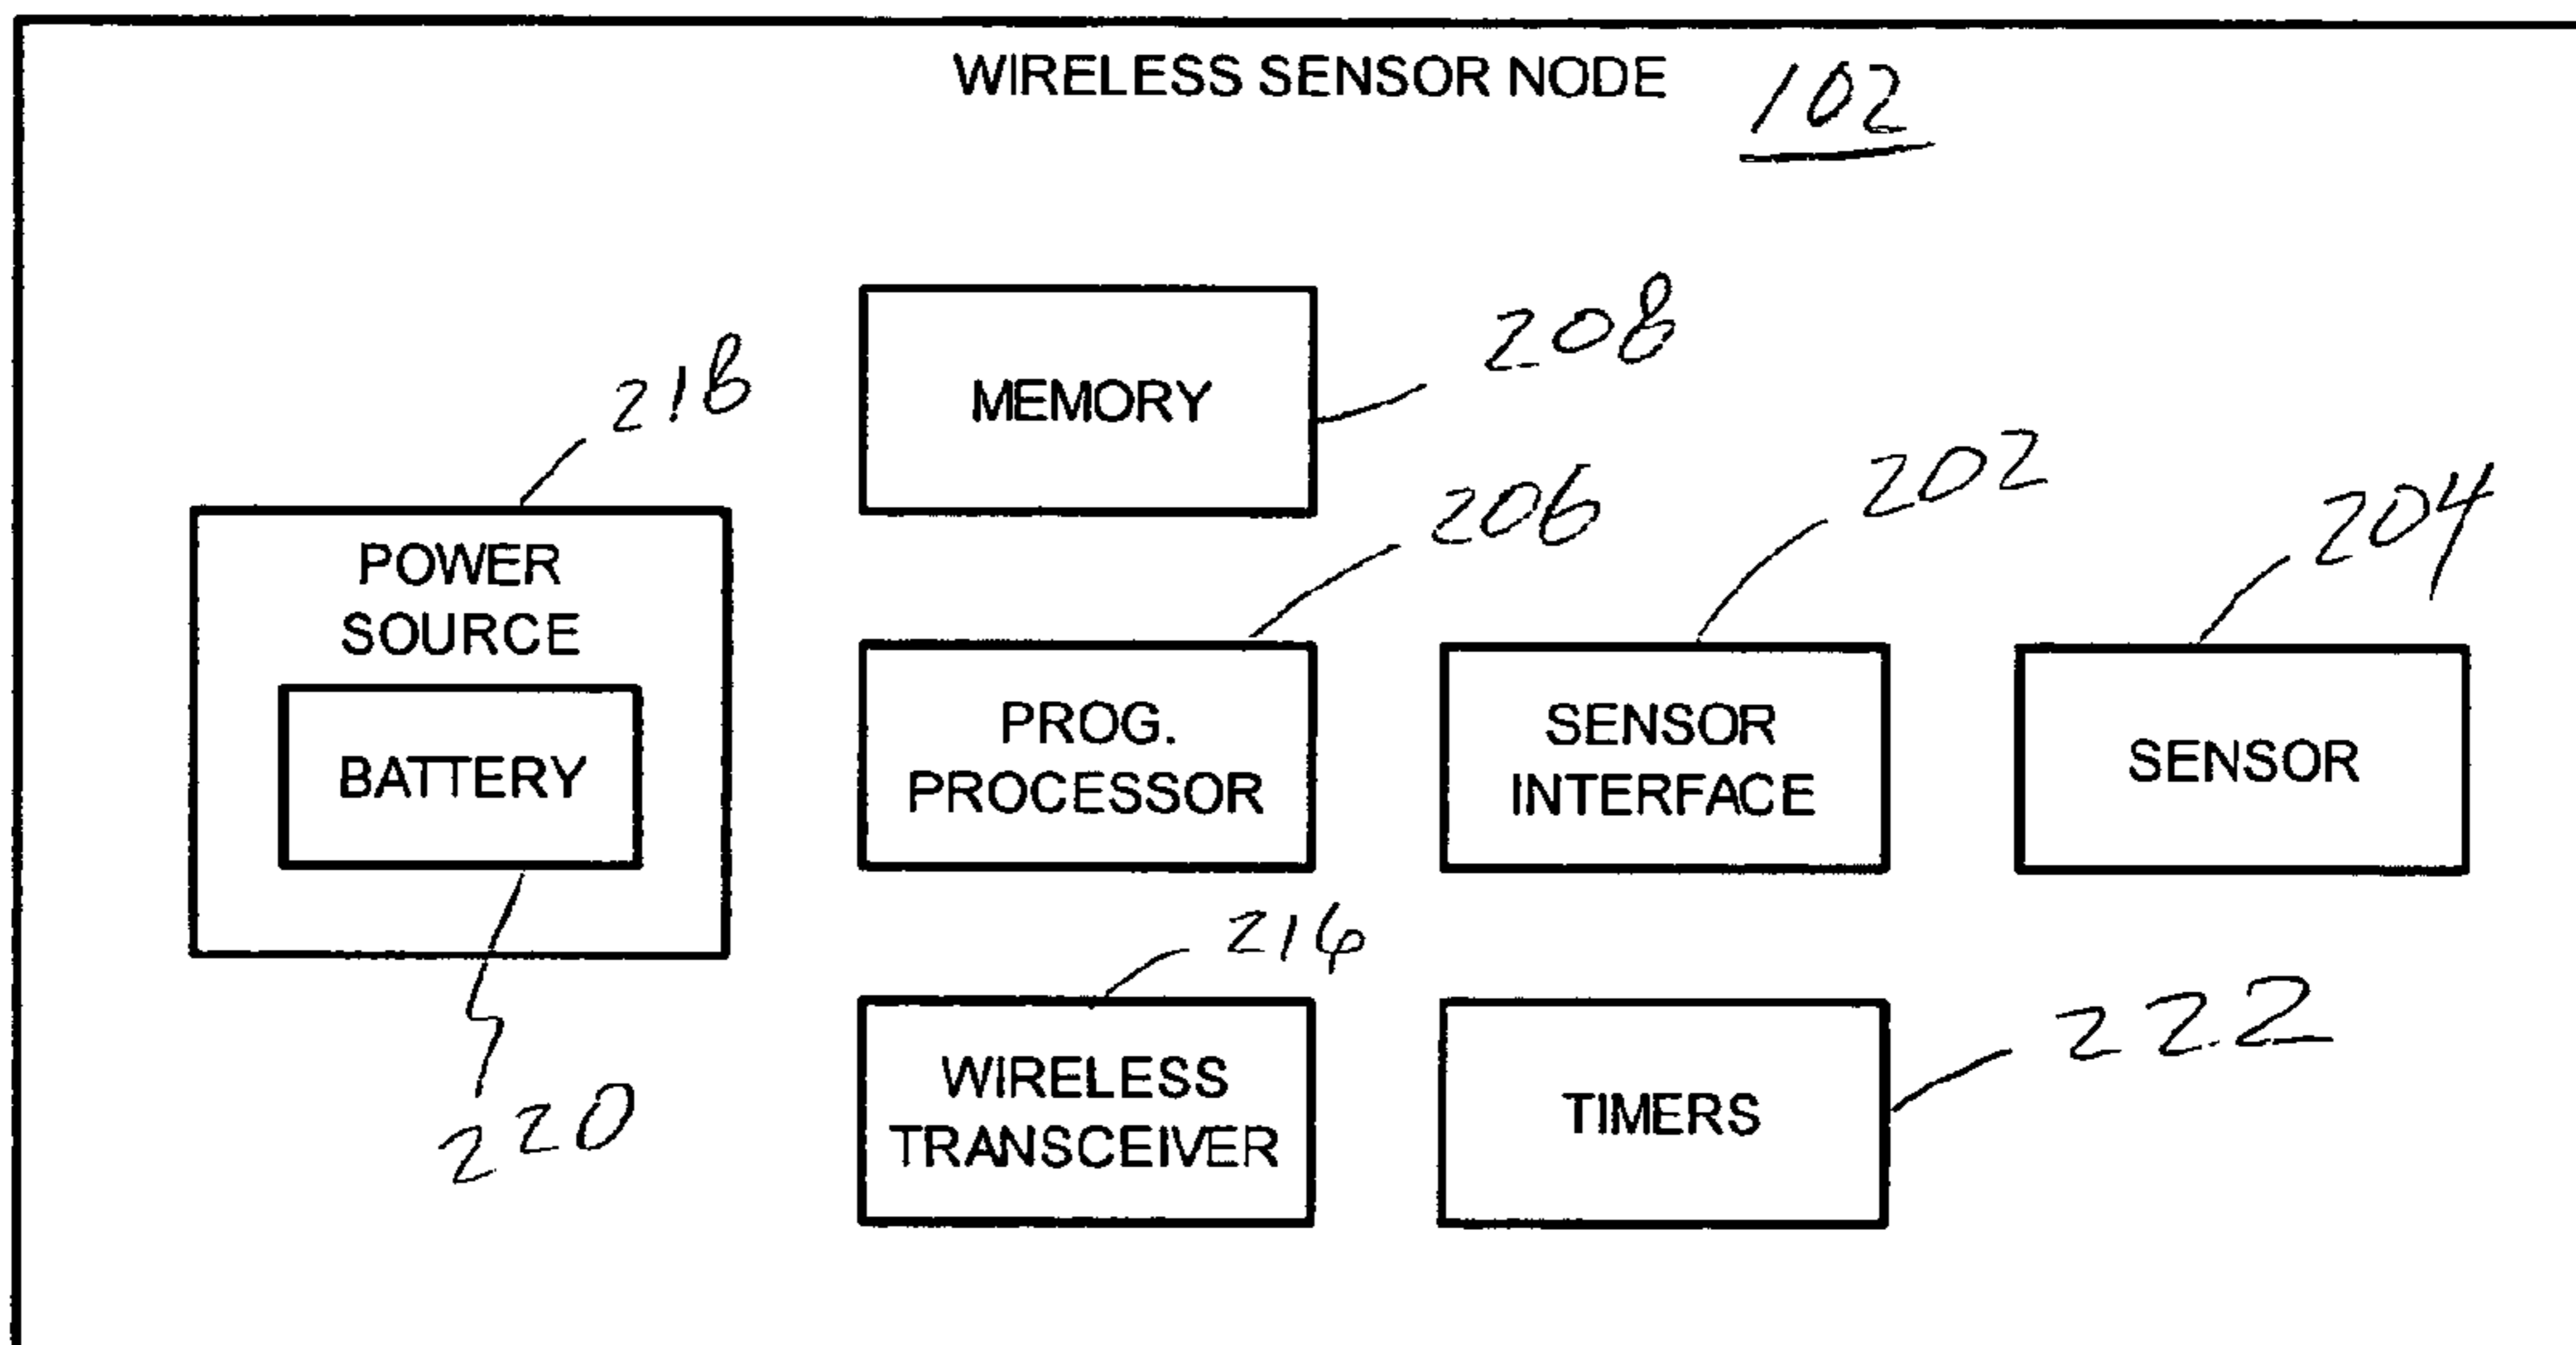 WIRELESS SENSOR NODE 102
208
MEMORY
218
206
202
204
POWER
SOURCE
BATTERY
PROG.
PROCESSOR
SENSOR
INTERFACE
SENSOR
216
222
220
WIRELESS
TRANSCEIVER
TIMERS